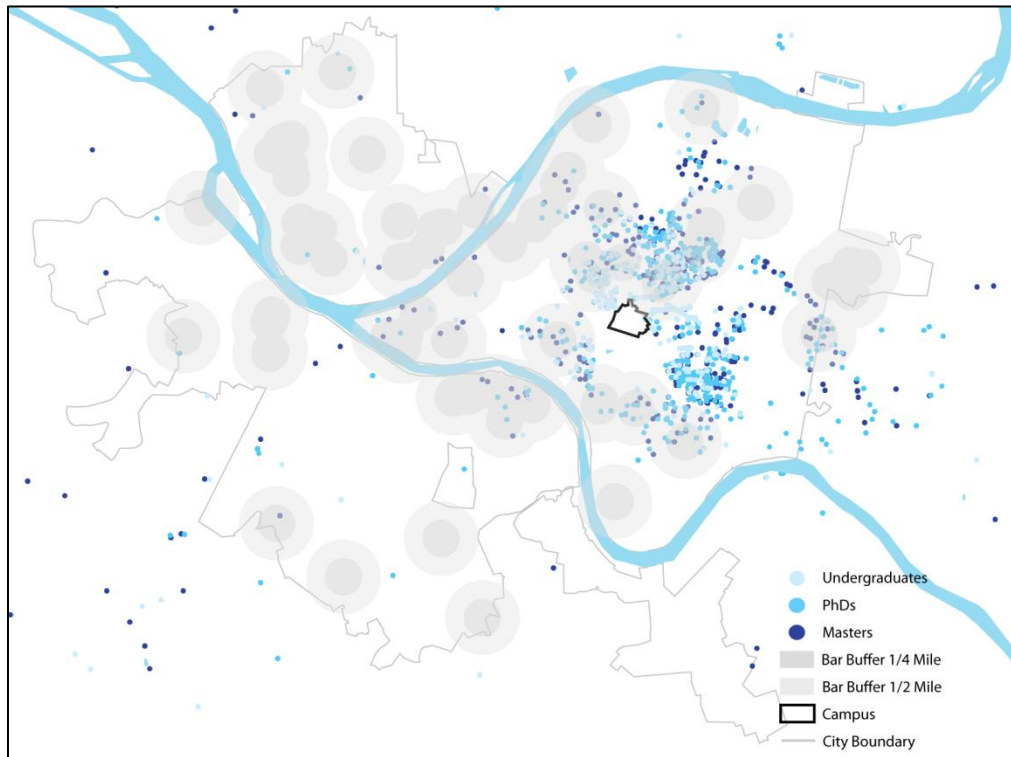 Undergraduates
PhDs
Masters
Bar Buffer 1/4 Mile
Bar Buffer 1/2 Mile
Campus
City Boundary